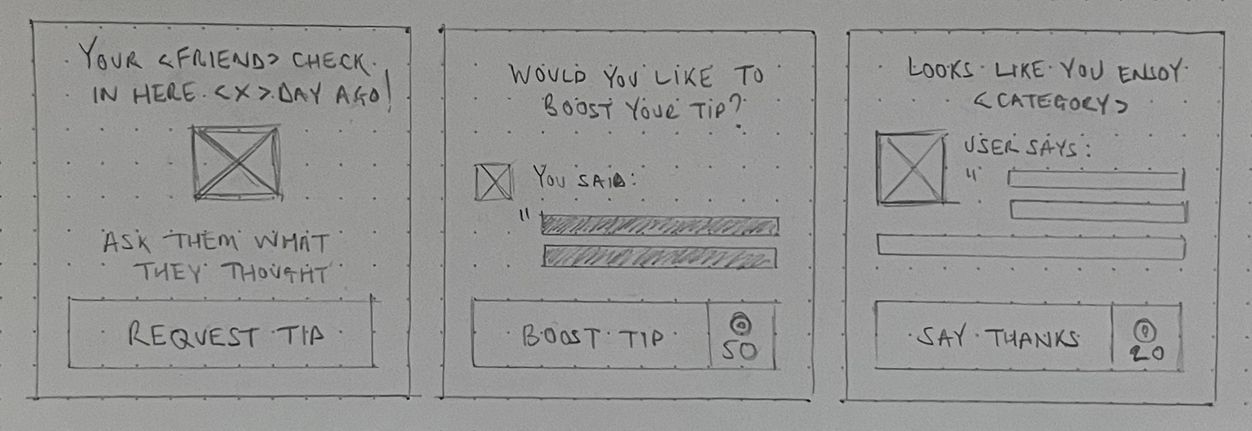 YOUR <FRIEND> CHECK
IN HERE <X> DAY AGO!
ASK THEM WHAT
THEY THOUGHT
REQUEST TIP
WOULD YOU LIKE TO
BOOST YOUR TIP?
YOU SAID:
"
BOOST TIP
50
LOOKS LIKE YOU ENJOY
<CATEGORY>
USER SAYS:
"
SAY THANKS
20